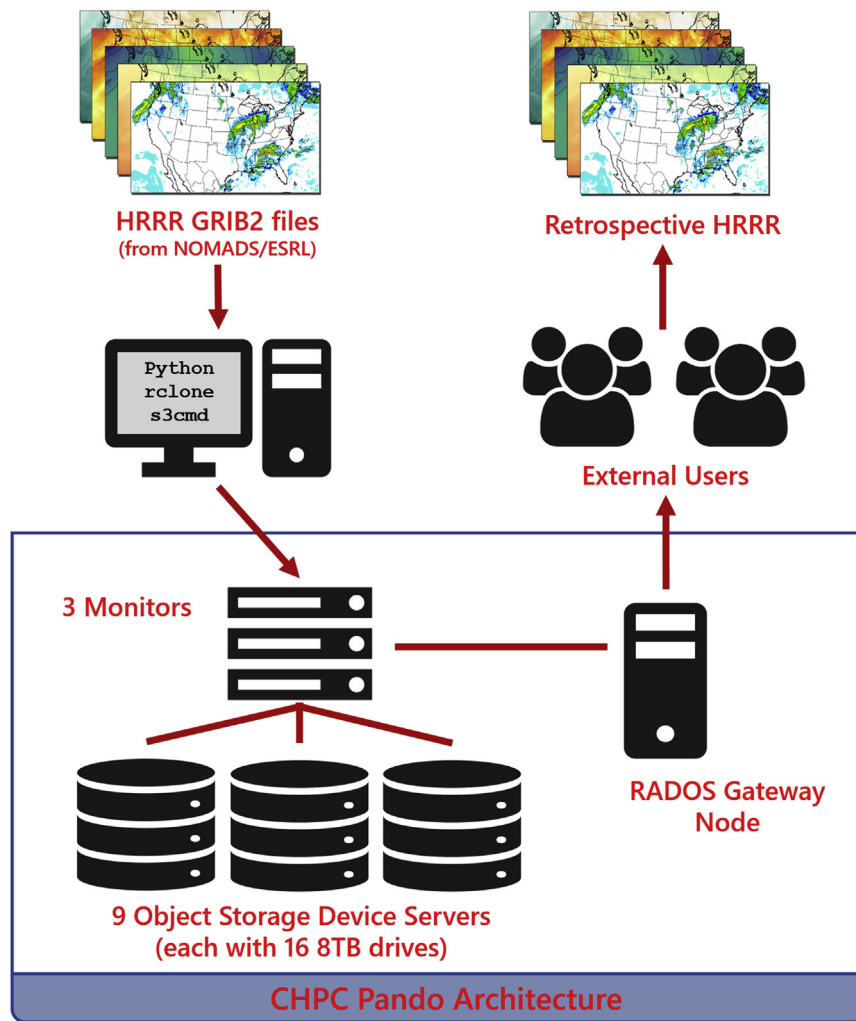 HRRR GRIB2 files
(from NOMADS/ESRL)
Retrospective HRRR
Python
rclone
s3cmd
External Users
3 Monitors
RADOS Gateway
Node
9 Object Storage Device Servers
(each with 16 8TB drives)
CHPC Pando Architecture